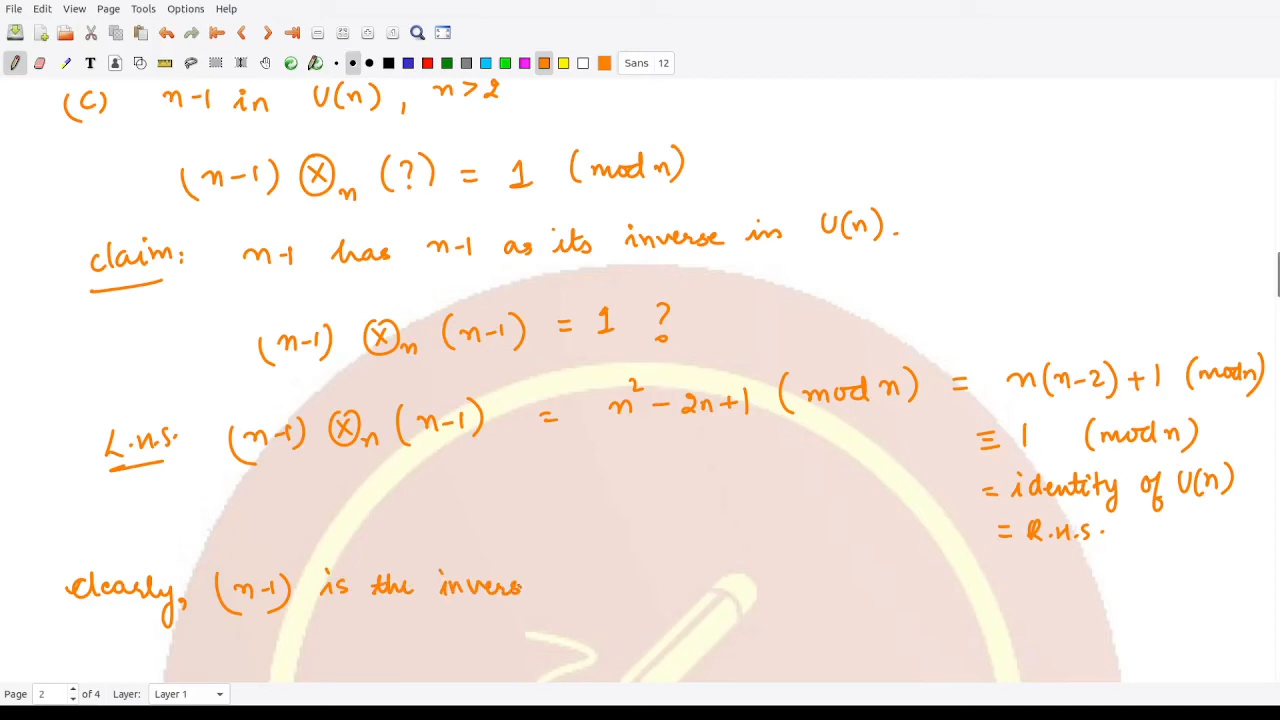 File Edit View Page Tools Options Help
Sans 12
(C) n-1 in U(n), n>2
(n-1) ⊗n (?) = 1 (mod n)
claim: n-1 has n-1 as its inverse in U(n).
(n-1) ⊗n (n-1) = 1 ?
L.H.S. (n-1) ⊗n (n-1) = n² - 2n+1 (mod n) = n(n-2)+1 (mod n)
≡ 1 (mod n)
= identity of U(n)
= R.H.S.
clearly, (n-1) is the invers
Page 2 of 4 Layer: Layer 1